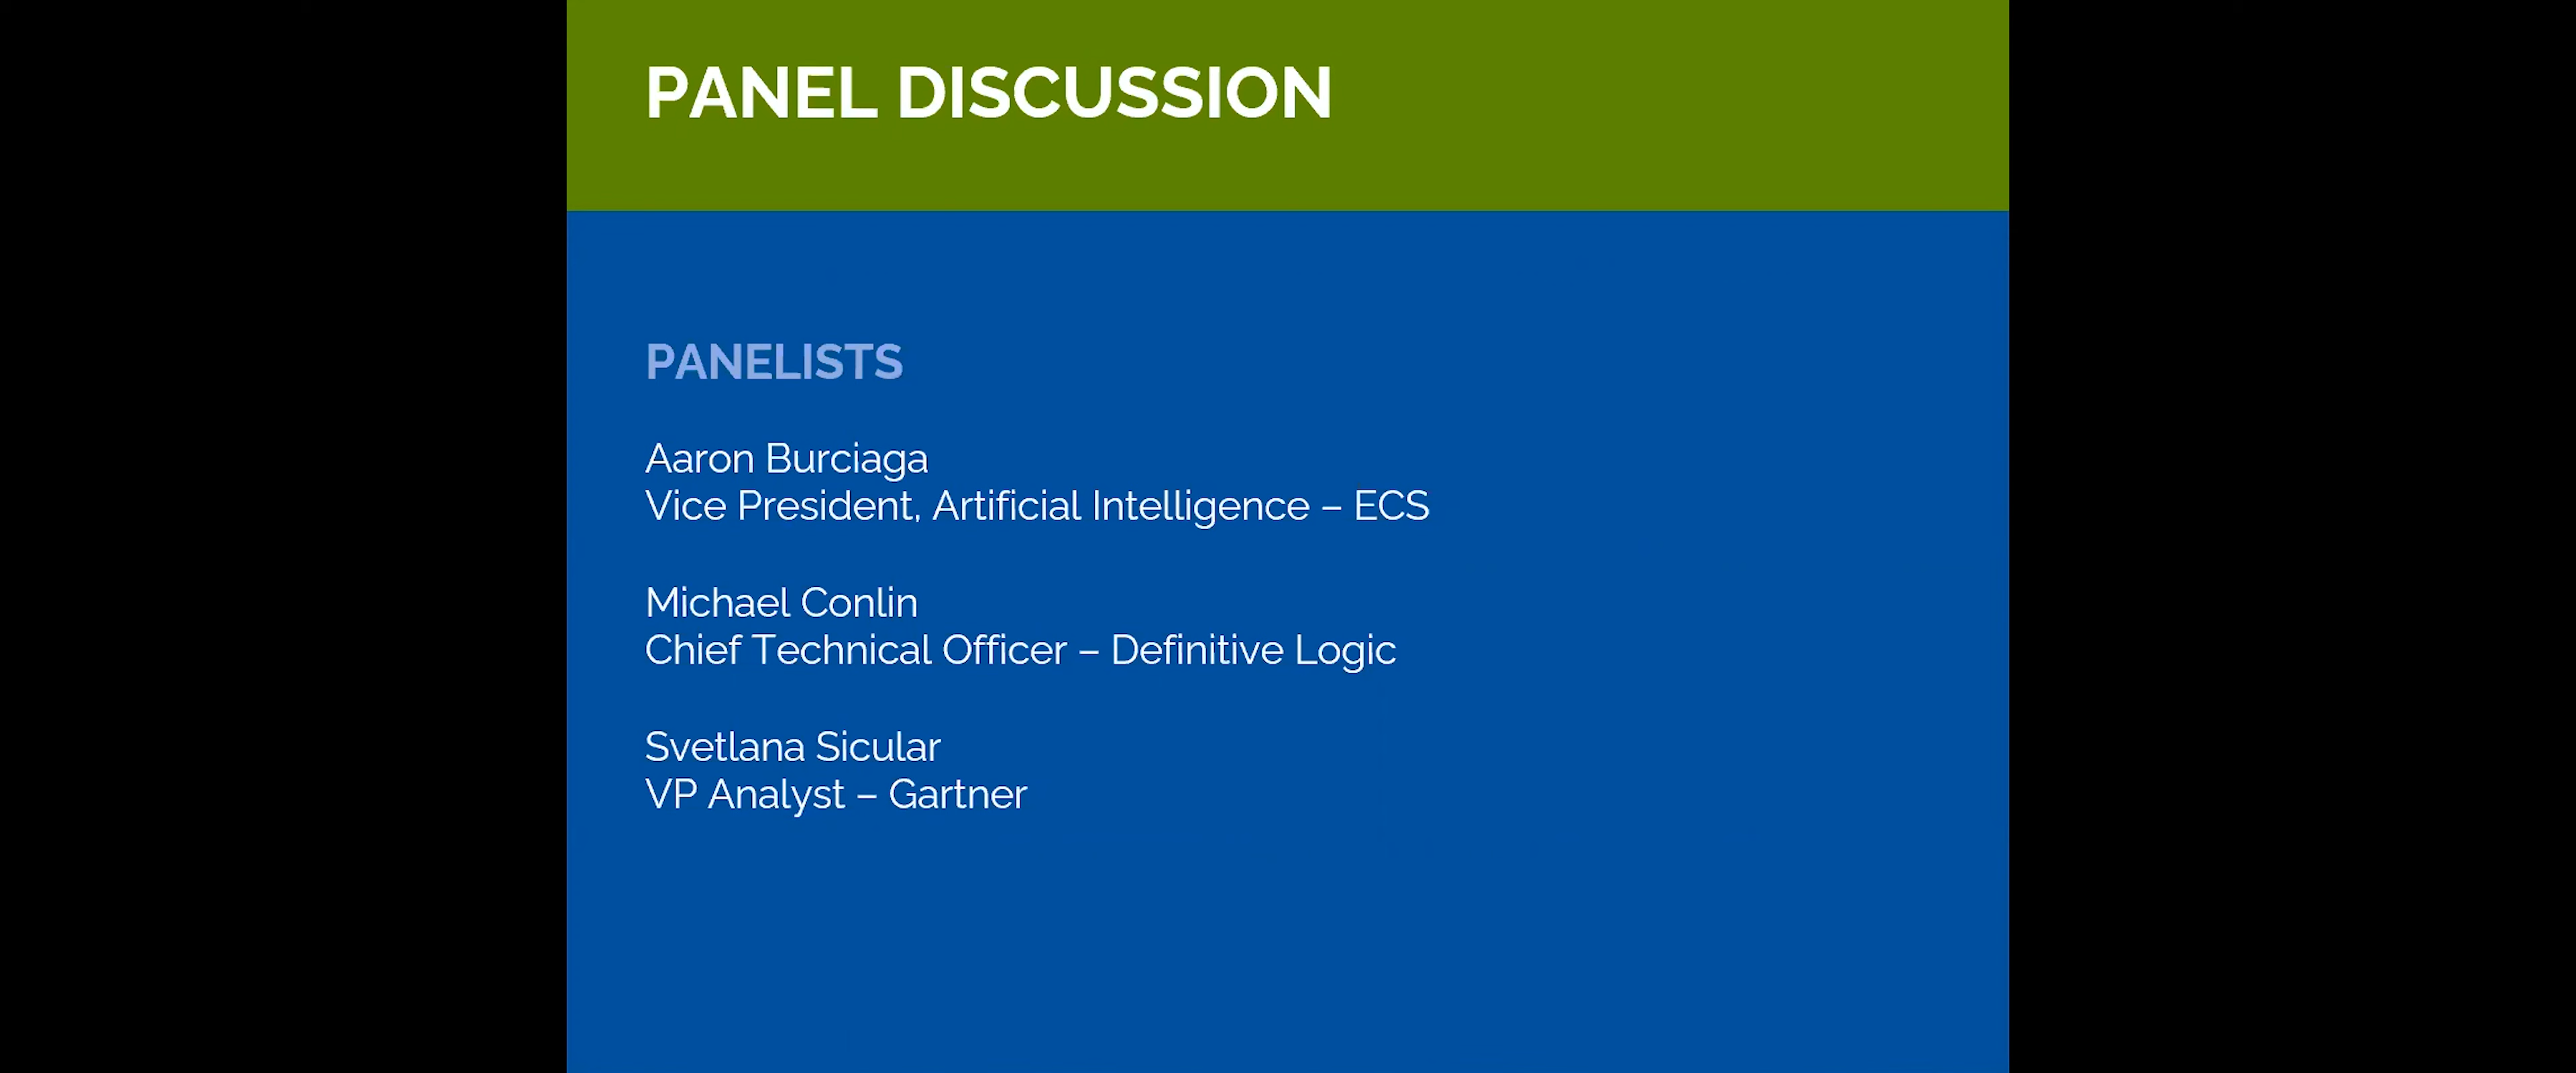 PANEL DISCUSSION
PANELISTS
Aaron Burciaga
Vice President, Artificial Intelligence – ECS
Michael Conlin
Chief Technical Officer – Definitive Logic
Svetlana Sicular
VP Analyst – Gartner